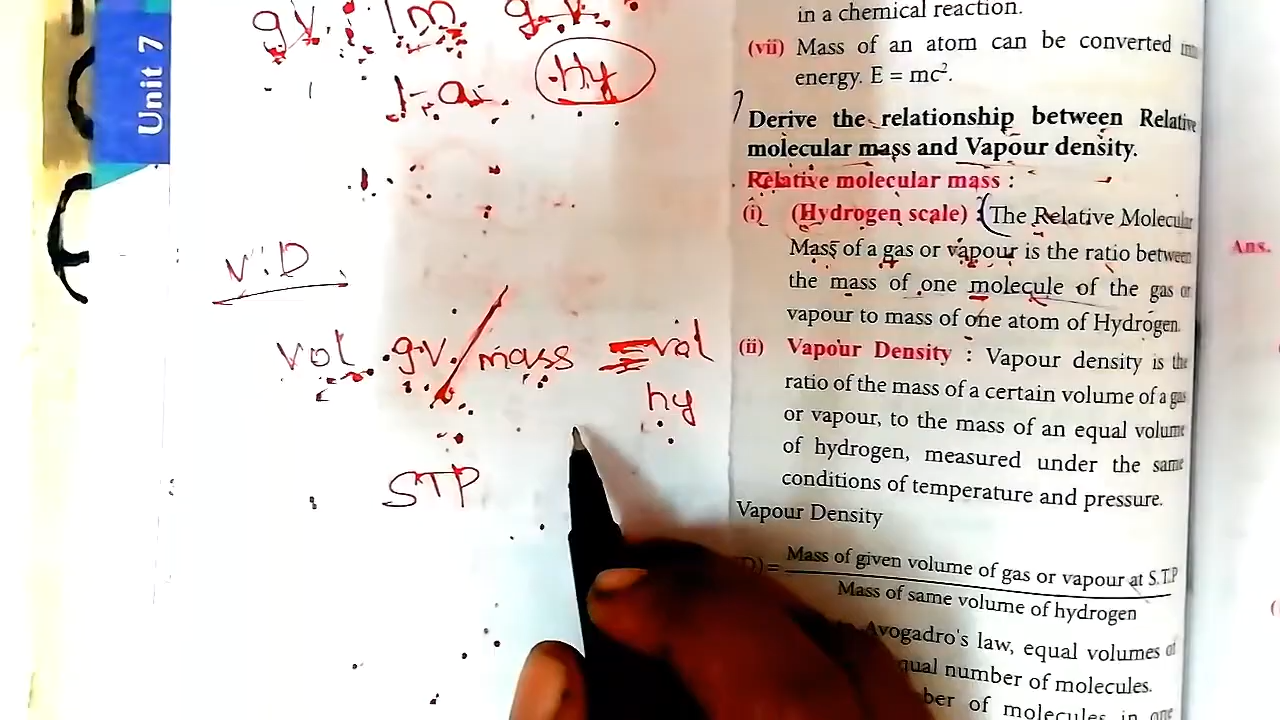 Unit 7
g.v. : 1m g.v.
1-a. Hy
V.D
Vol g.v. / mass = vol
hy
STP
in a chemical reaction.
(vii) Mass of an atom can be converted
energy. E = mc².
Derive the relationship between Relative
molecular mass and Vapour density.
Relative molecular mass :
(i) (Hydrogen scale) : The Relative Molecular
Mass of a gas or vapour is the ratio between
the mass of one molecule of the gas or
vapour to mass of one atom of Hydrogen.
(ii) Vapour Density : Vapour density is the
ratio of the mass of a certain volume of a gas
or vapour, to the mass of an equal volume
of hydrogen, measured under the same
conditions of temperature and pressure.
Vapour Density
= Mass of given volume of gas or vapour at S.T.P
Mass of same volume of hydrogen
Avogadro's law, equal volumes of
equal number of molecules.
of molecules in one
Ans.